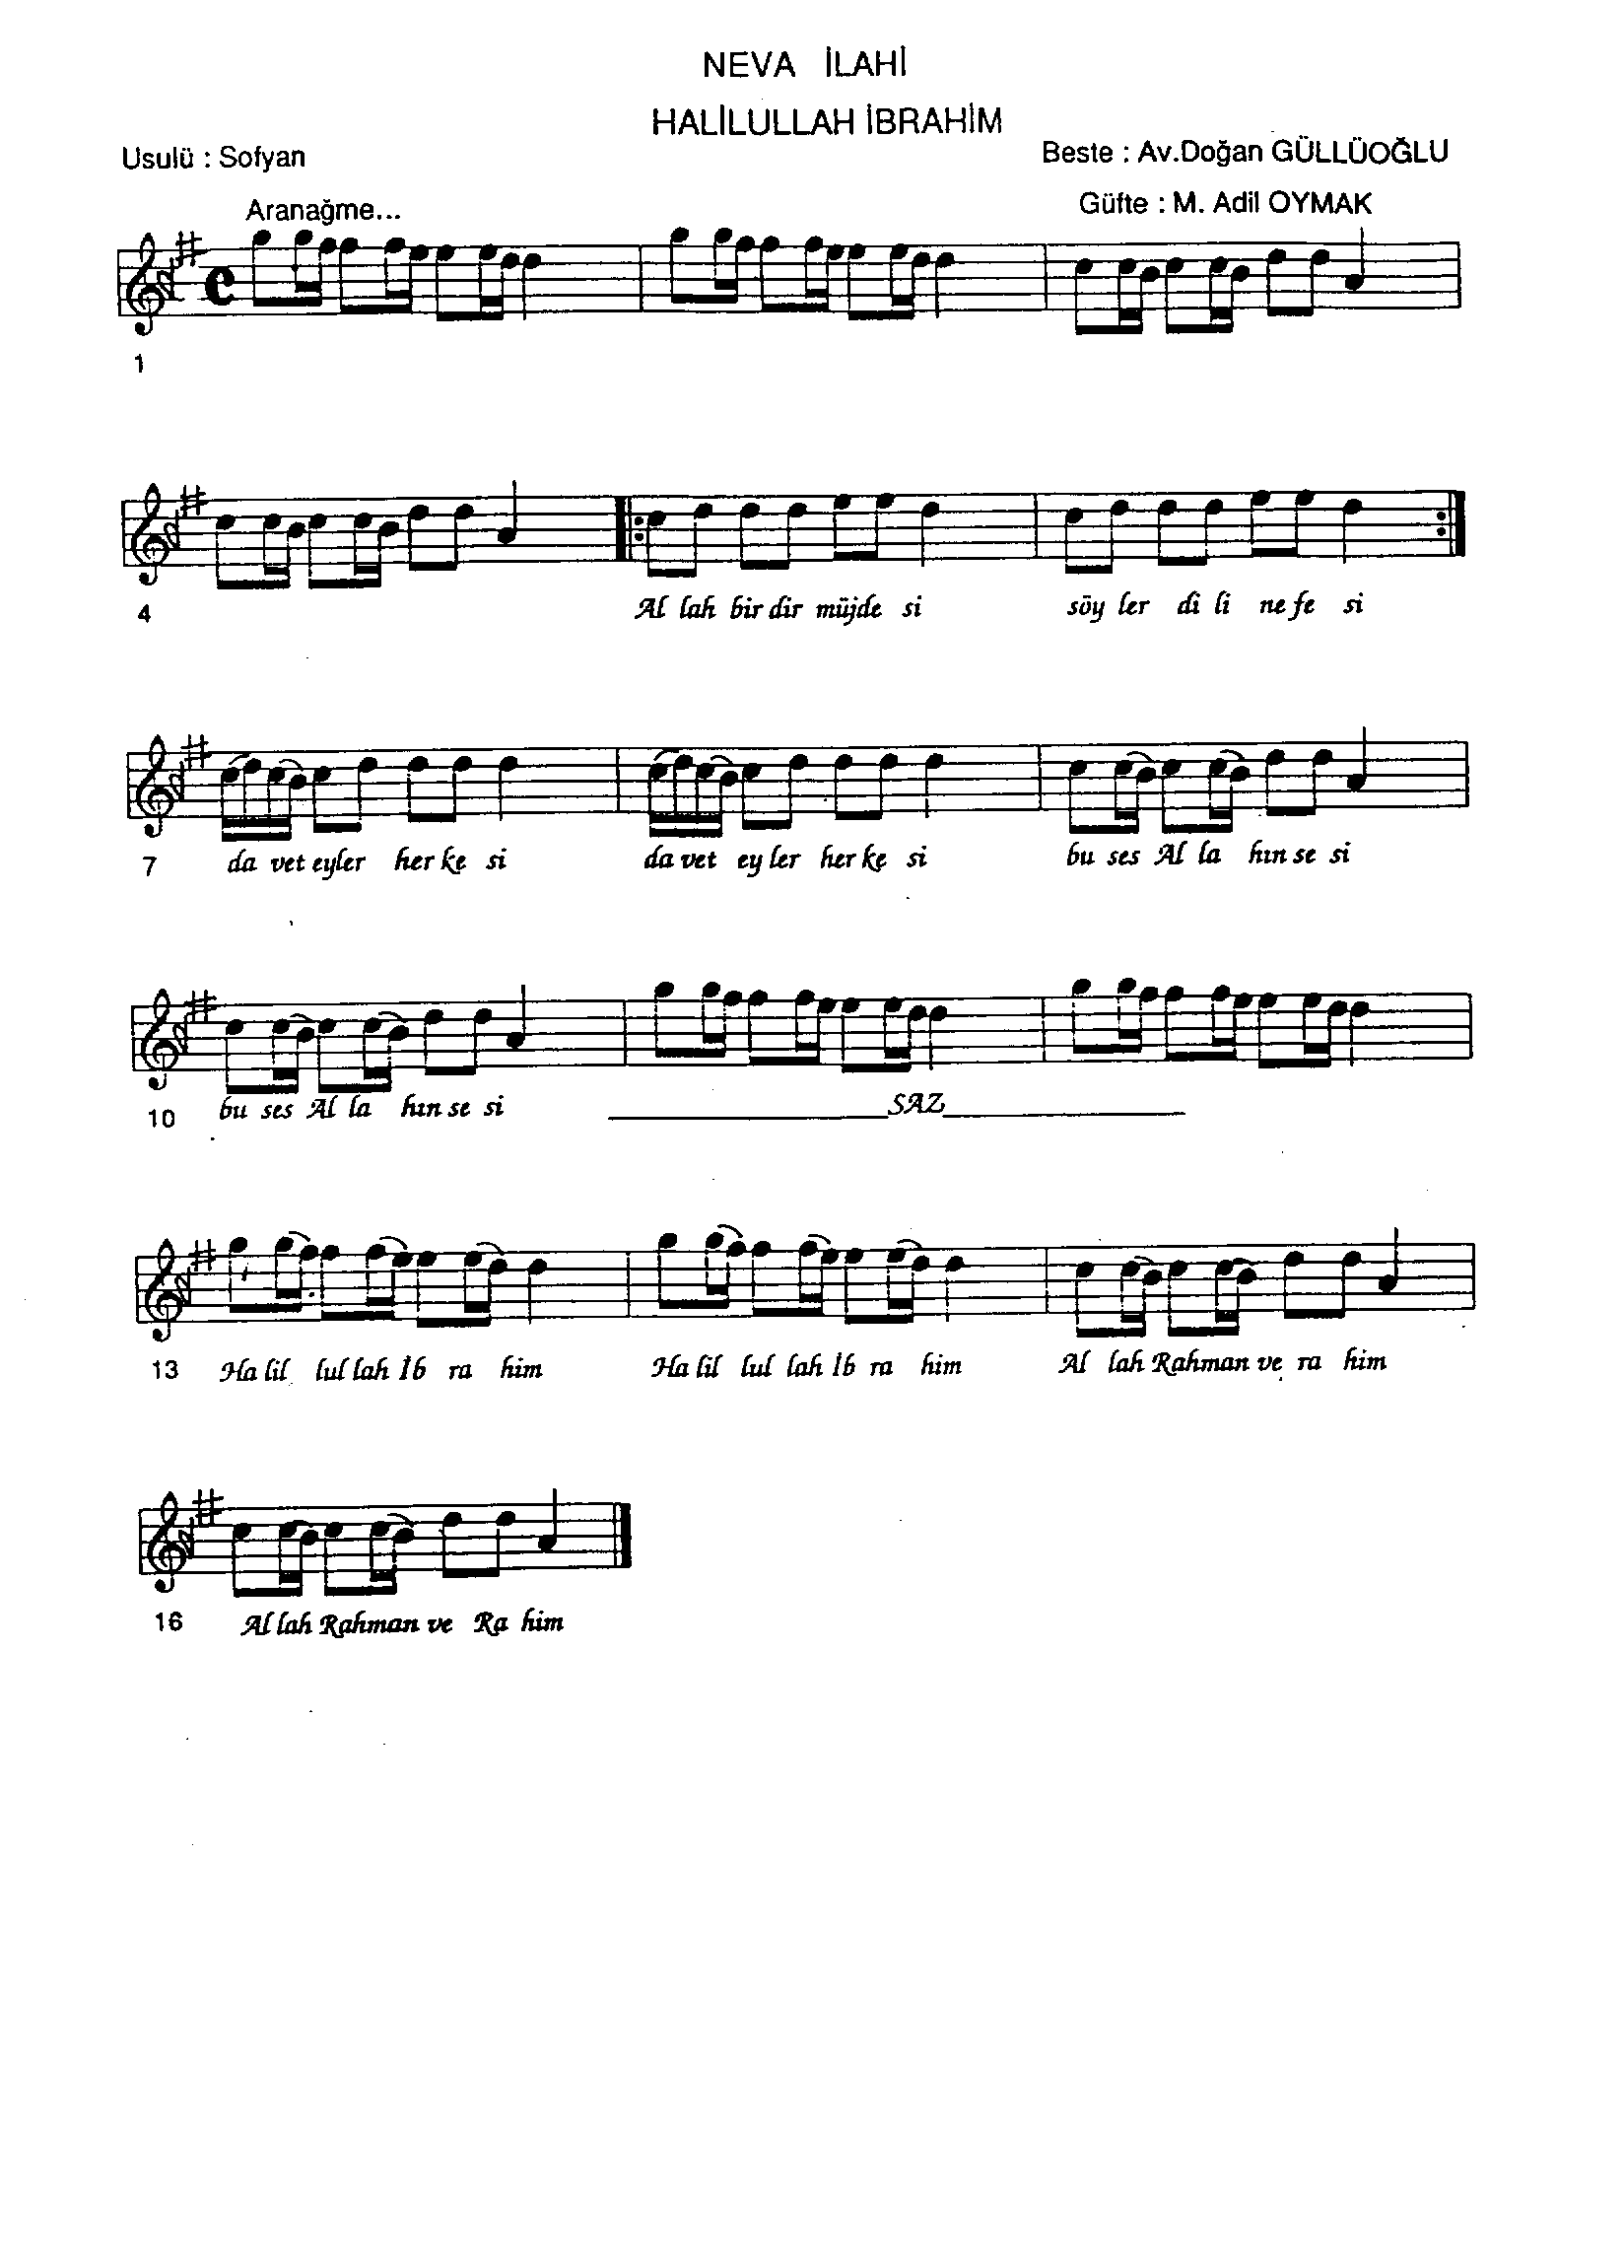 NEVA İLAHİ
HALİLULLAH İBRAHİM
Usulü : Sofyan
Beste : Av.Doğan GÜLLÜOĞLU
Aranağme...
Güfte : M. Adil OYMAK
1
4
Al lah bir dir müjde si söy ler di li ne fe si
7
da vet eyler her ke si da vet ey ler her ke si bu ses Al la hın se si
10
bu ses Al la hın se si SAZ
13
Ha lil lul lah İb ra him Ha lil lul lah İb ra him Al lah Rahman ve ra him
16
Al lah Rahman ve Ra him